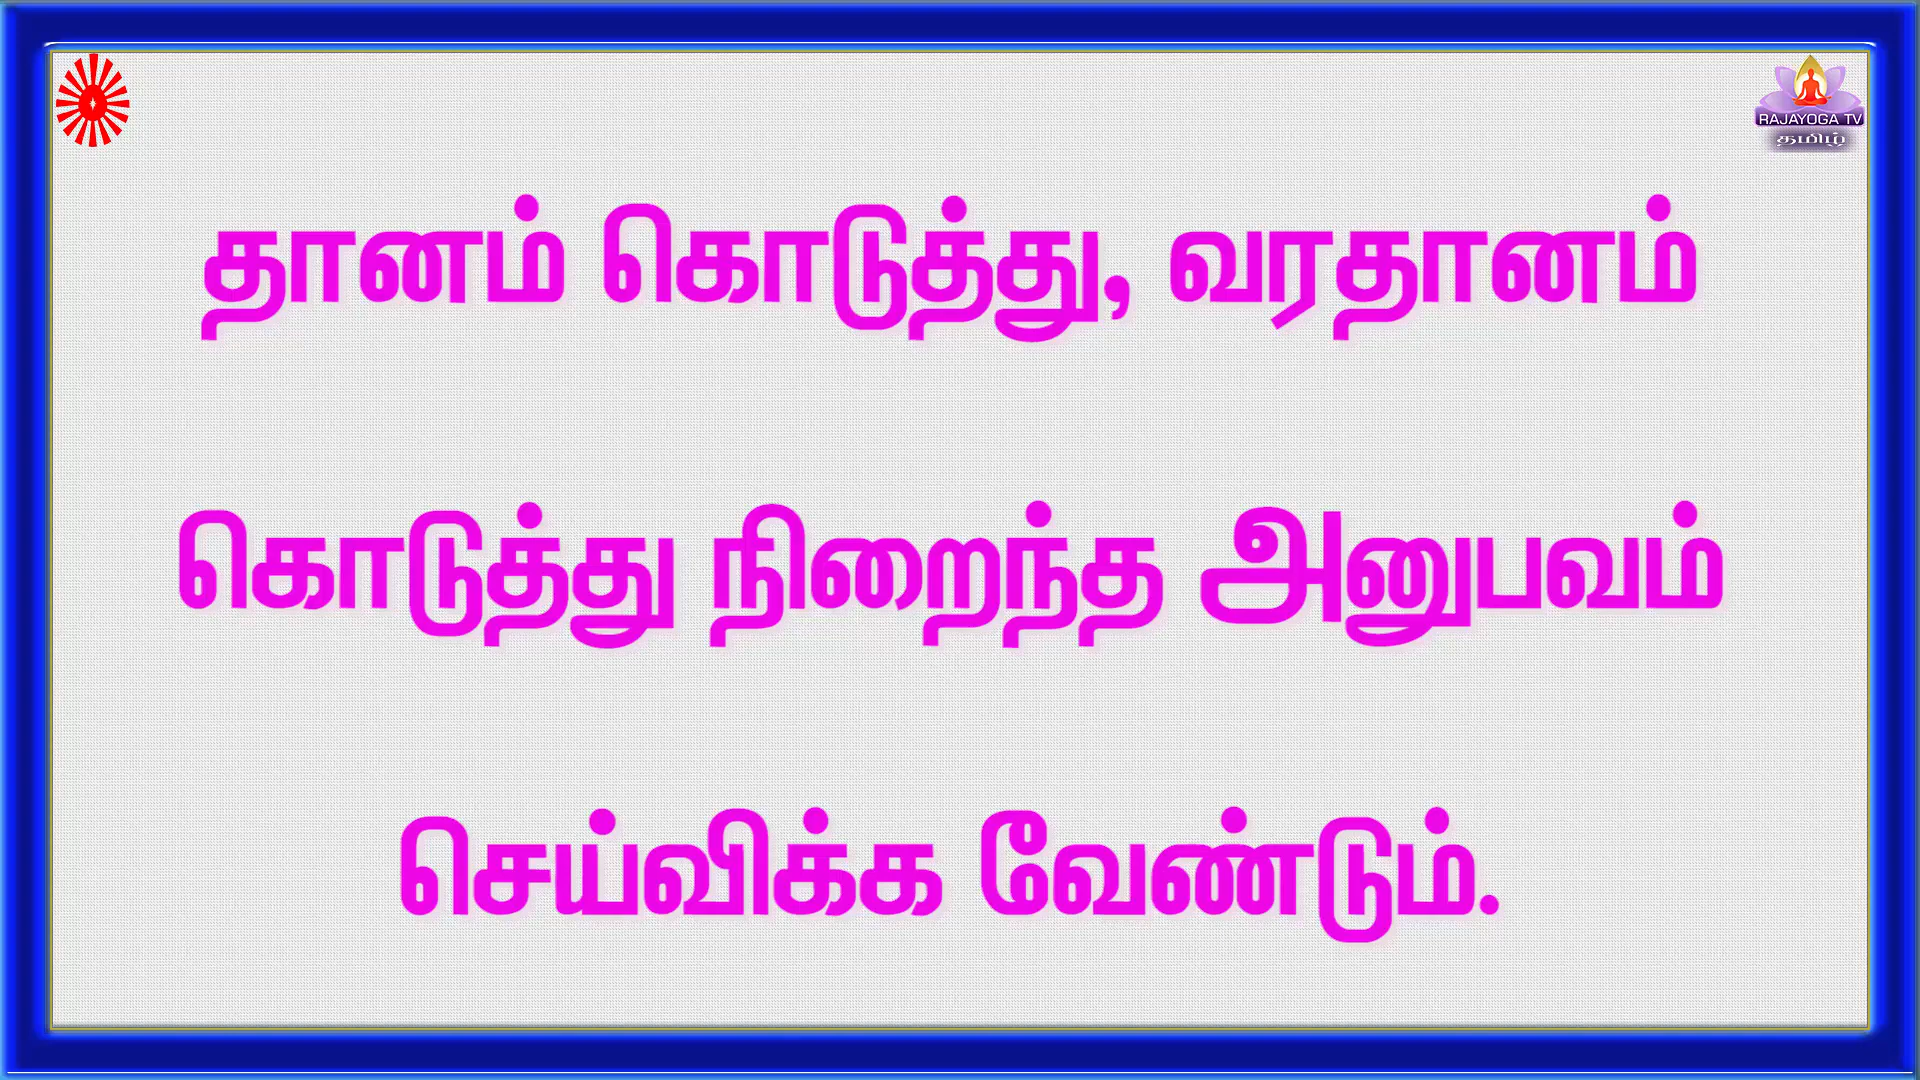 RAJAYOGA TV
தமிழ்
தானம் கொடுத்து, வரதானம்
கொடுத்து நிறைந்த அனுபவம்
செய்விக்க வேண்டும்.